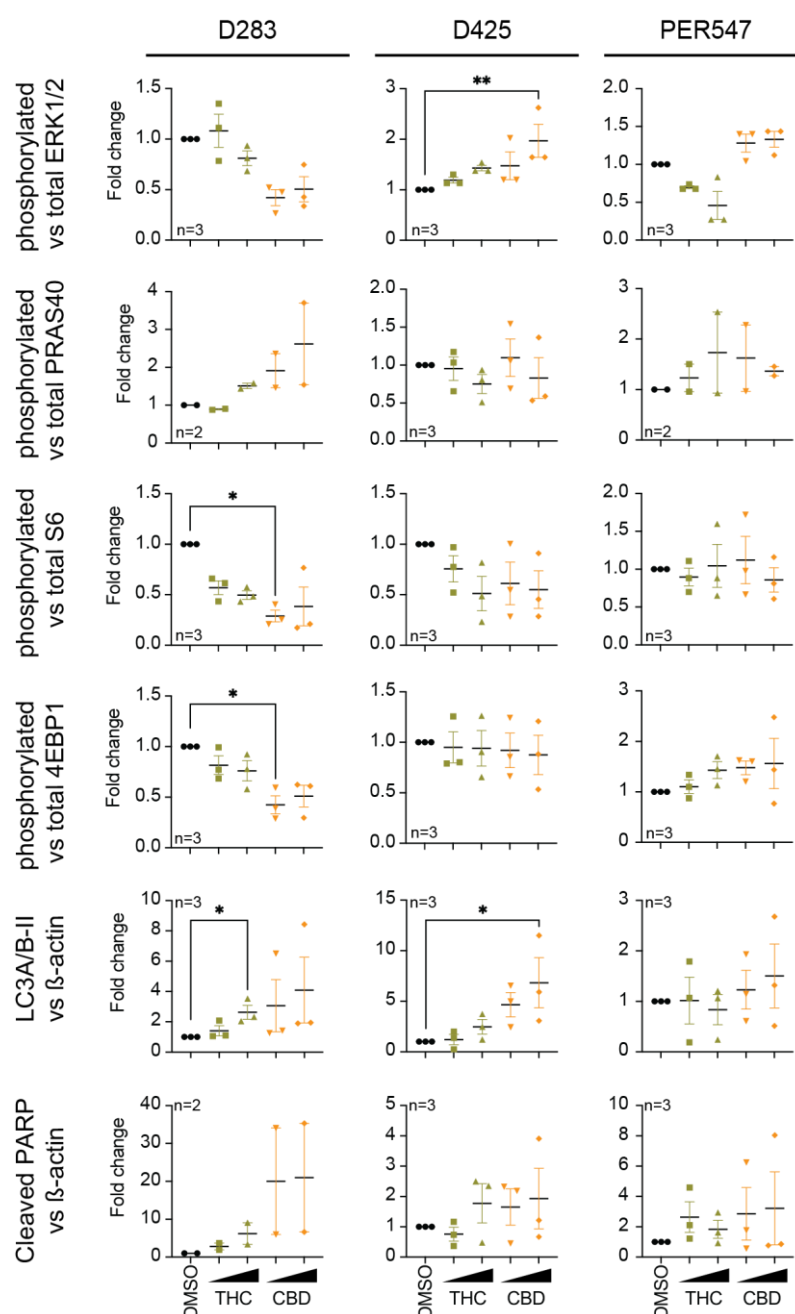 D283 D425 PER547
phosphorylated
vs total ERK1/2
Fold change
1.5
1.0
0.5
0.0
n=3
3
2
1
0
n=3
**
2.0
1.5
1.0
0.5
0.0
n=3
phosphorylated
vs total PRAS40
Fold change
4
3
2
1
0
n=2
2.0
1.5
1.0
0.5
0.0
n=3
3
2
1
0
n=2
phosphorylated
vs total S6
Fold change
1.5
1.0
0.5
0.0
n=3
*
1.5
1.0
0.5
0.0
n=3
2.0
1.5
1.0
0.5
0.0
n=3
phosphorylated
vs total 4EBP1
Fold change
1.5
1.0
0.5
0.0
n=3
*
1.5
1.0
0.5
0.0
n=3
3
2
1
0
n=3
LC3A/B-II
vs ß-actin
Fold change
10
8
6
4
2
0
n=3
*
15
10
5
0
n=3
*
3
2
1
0
n=3
Cleaved PARP
vs ß-actin
Fold change
40
30
20
10
0
n=2
5
4
3
2
1
0
n=3
10
8
6
4
2
0
n=3
DMSO THC CBD DMSO THC CBD DMSO THC CBD